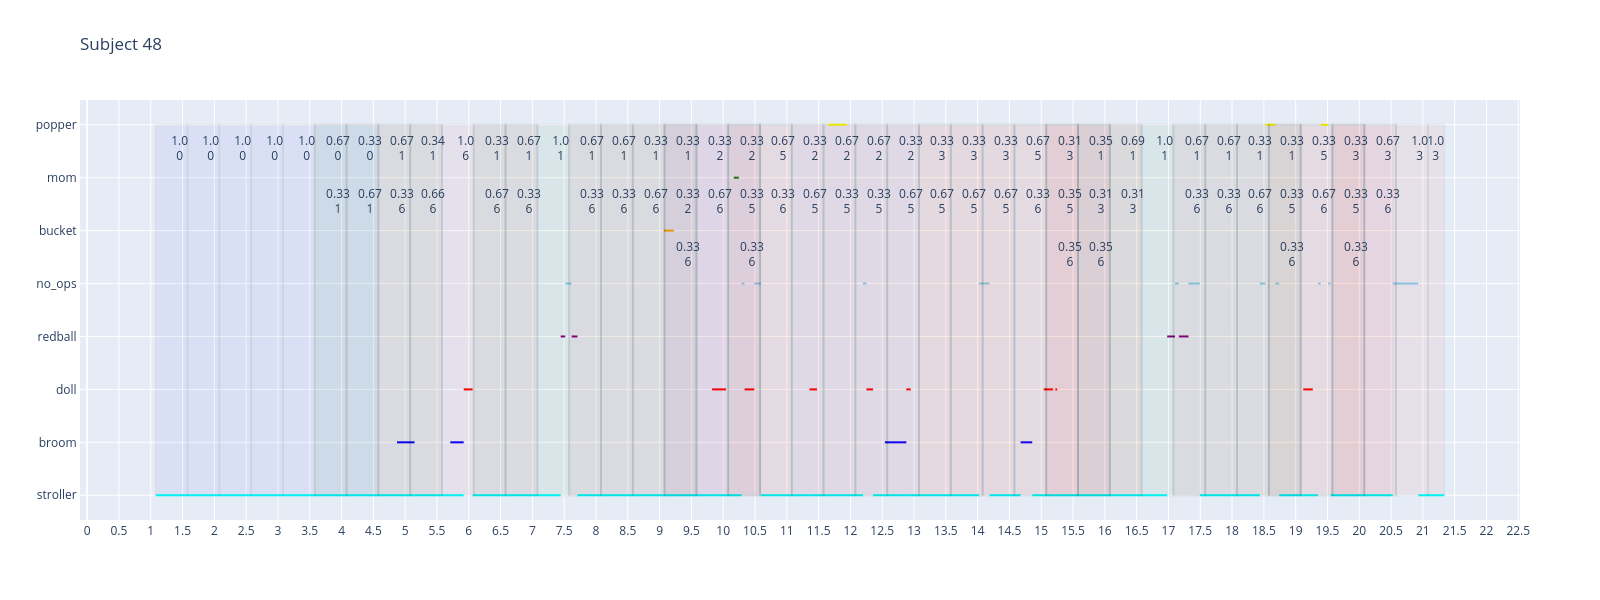 Subject 48
popper
1.0 1.0 1.0 1.0 1.0 0.67 0.33 0.67 0.34 1.0 0.33 0.67 1.0 0.67 0.67 0.33 0.33 0.33 0.33 0.67 0.33 0.67 0.67 0.33 0.33 0.33 0.33 0.67 0.31 0.35 0.69 1.0 0.67 0.67 0.33 0.33 0.33 0.33 0.67 1.0 1.0
0 0 0 0 0 0 0 1 1 6 1 1 1 1 1 1 1 2 2 5 2 2 2 2 3 3 3 5 3 1 1 1 1 1 1 1 5 3 3 3 3
mom
0.33 0.67 0.33 0.66 0.67 0.33 0.33 0.33 0.67 0.33 0.67 0.33 0.33 0.67 0.33 0.33 0.67 0.67 0.67 0.67 0.33 0.35 0.31 0.31 0.33 0.33 0.67 0.33 0.67 0.33 0.33
1 1 6 6 6 6 6 6 6 2 6 5 6 5 5 5 5 5 5 5 6 5 3 3 6 6 6 5 6 5 6
bucket
0.33 0.33 0.35 0.35 0.33 0.33
6 6 6 6 6 6
no_ops
redball
doll
broom
stroller
0 0.5 1 1.5 2 2.5 3 3.5 4 4.5 5 5.5 6 6.5 7 7.5 8 8.5 9 9.5 10 10.5 11 11.5 12 12.5 13 13.5 14 14.5 15 15.5 16 16.5 17 17.5 18 18.5 19 19.5 20 20.5 21 21.5 22 22.5